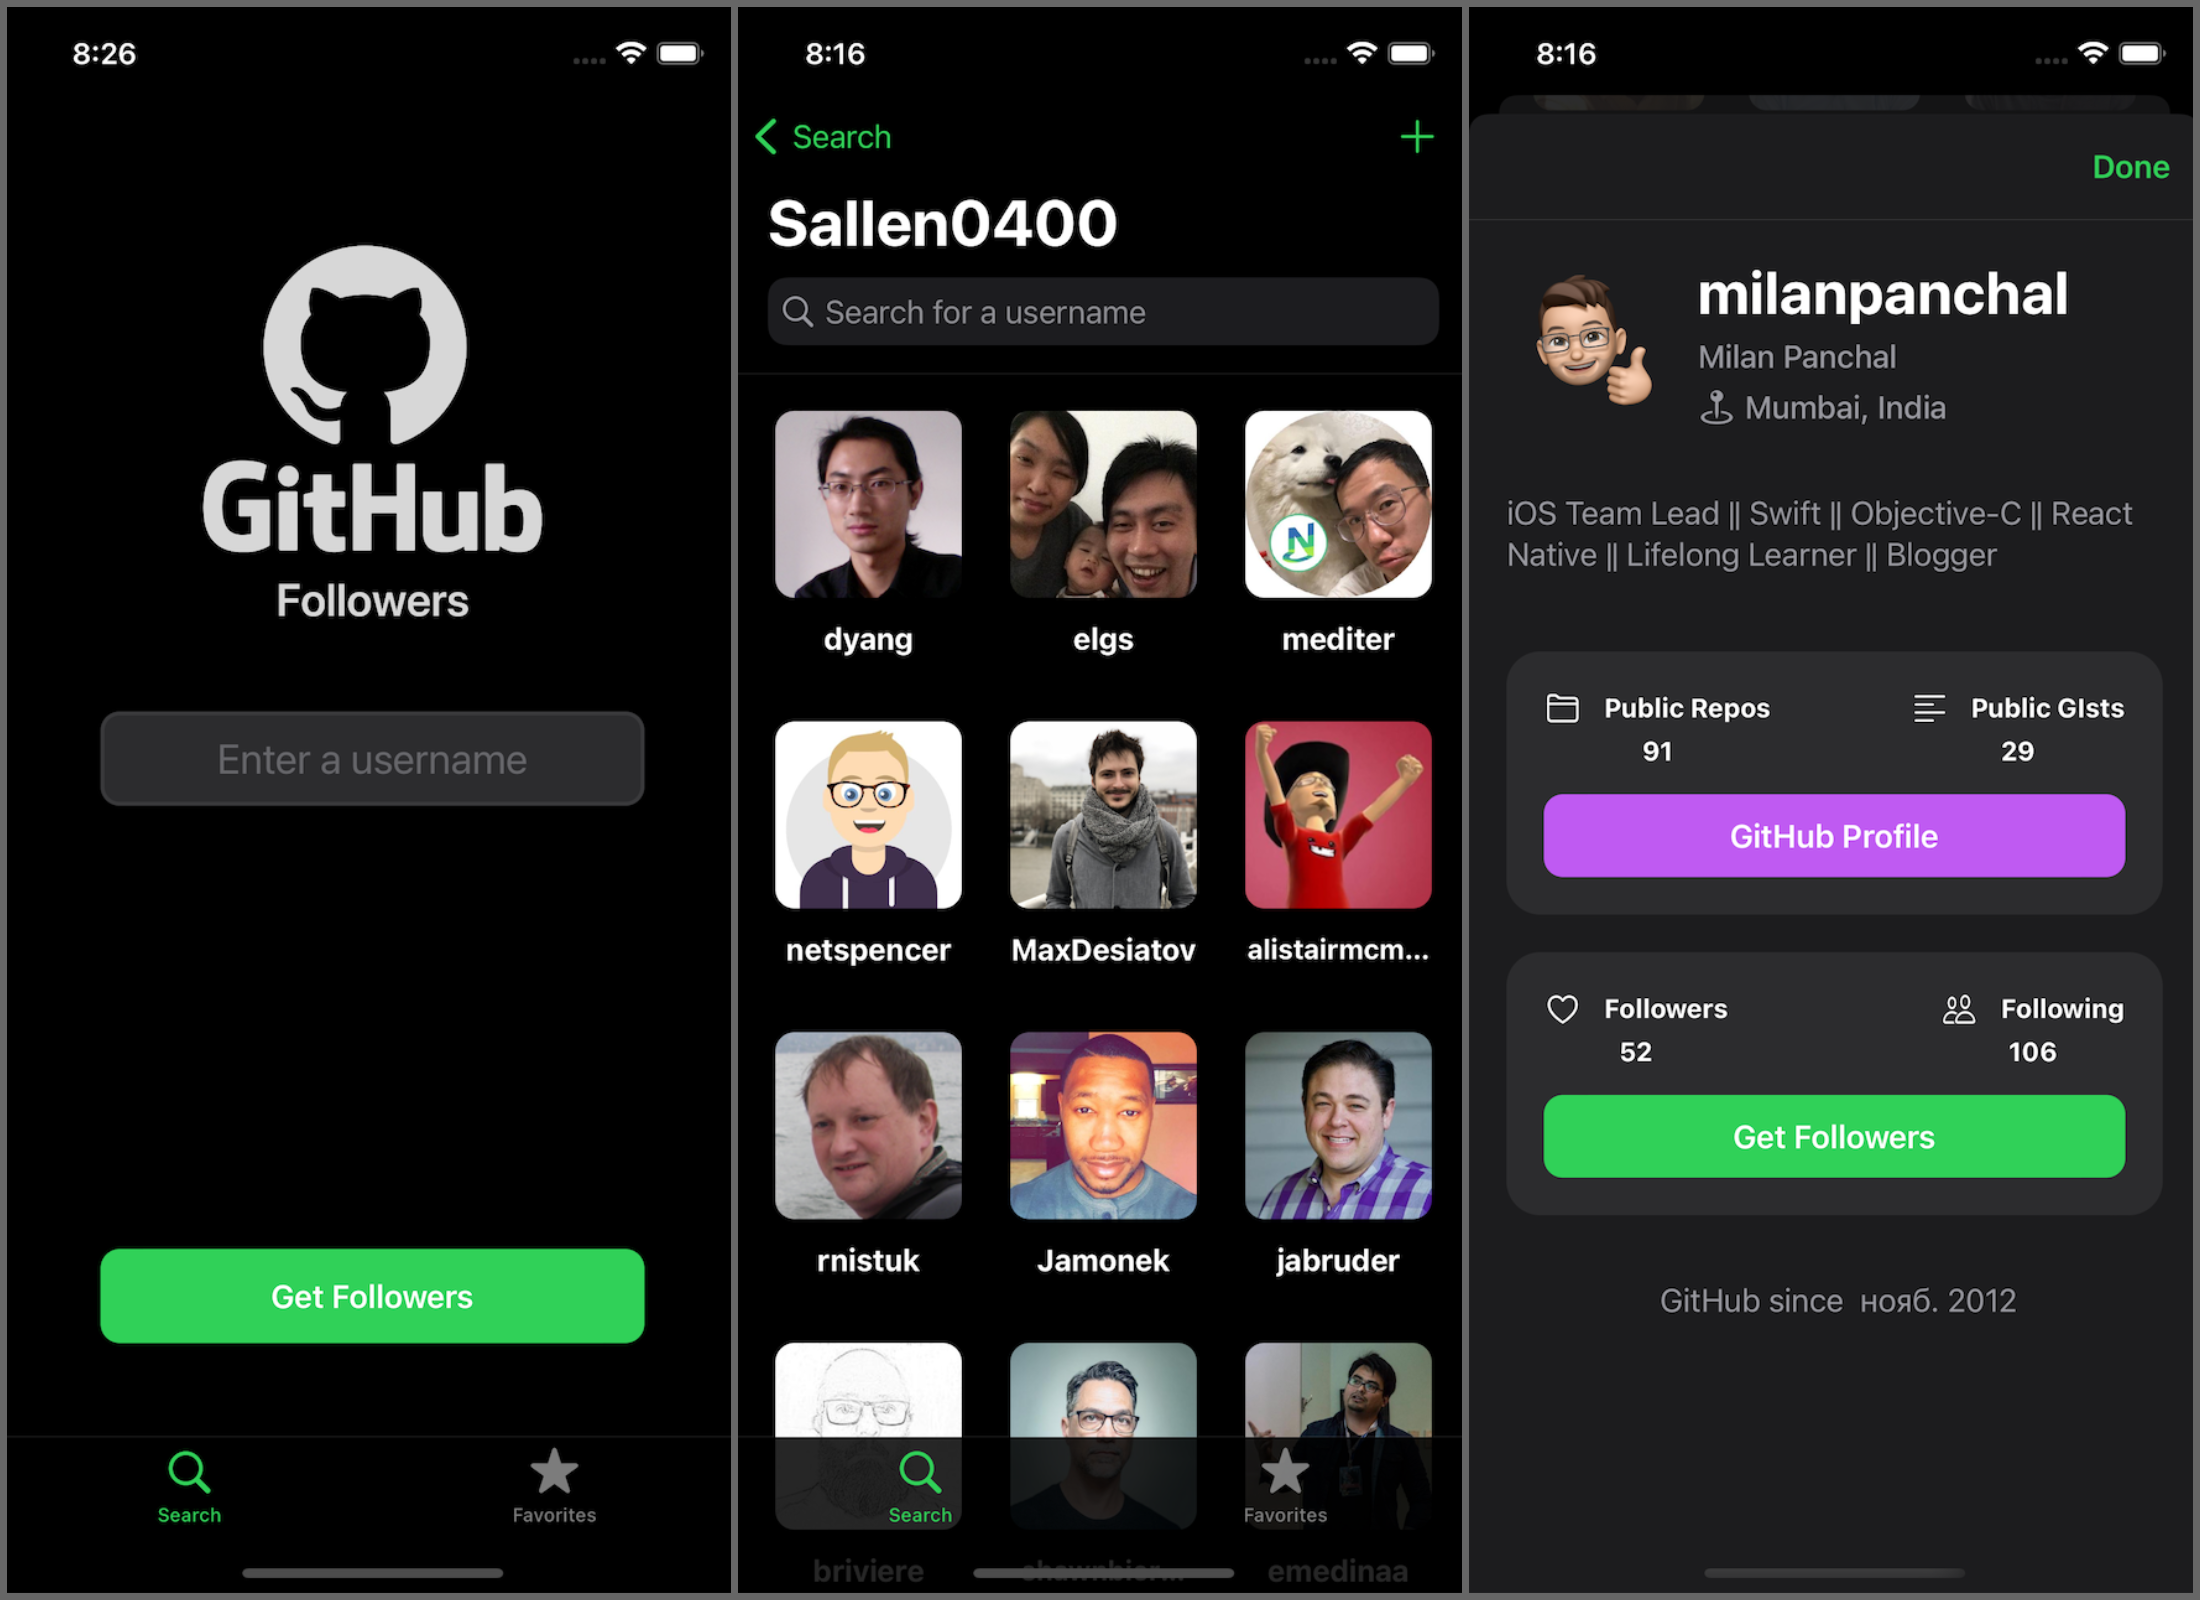 8:26
GitHub
Followers
Enter a username
Get Followers
Search
Favorites
8:16
Search
Sallen0400
Search for a username
dyang
elgs
mediter
netspencer
MaxDesiatov
alistairmcm...
rnistuk
Jamonek
jabruder
Search
Favorites
briviere
emedinaa
8:16
Done
milanpanchal
Milan Panchal
Mumbai, India
iOS Team Lead || Swift || Objective-C || React
Native || Lifelong Learner || Blogger
Public Repos
91
Public GIsts
29
GitHub Profile
Followers
52
Following
106
Get Followers
GitHub since нояб. 2012